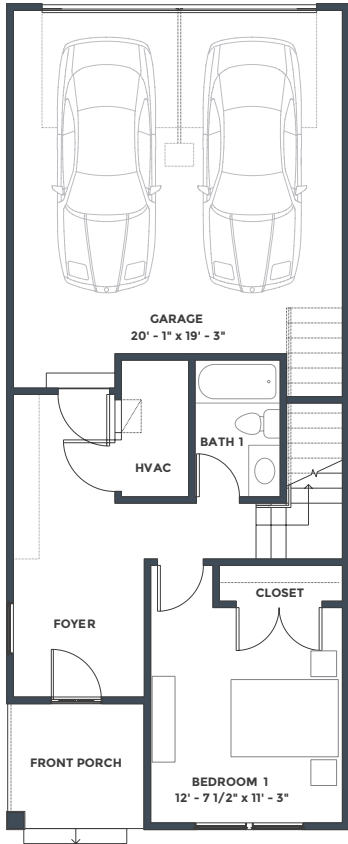 GARAGE
20' - 1" x 19' - 3"
BATH 1
HVAC
CLOSET
FOYER
FRONT PORCH
BEDROOM 1
12' - 7 1/2" x 11' - 3"